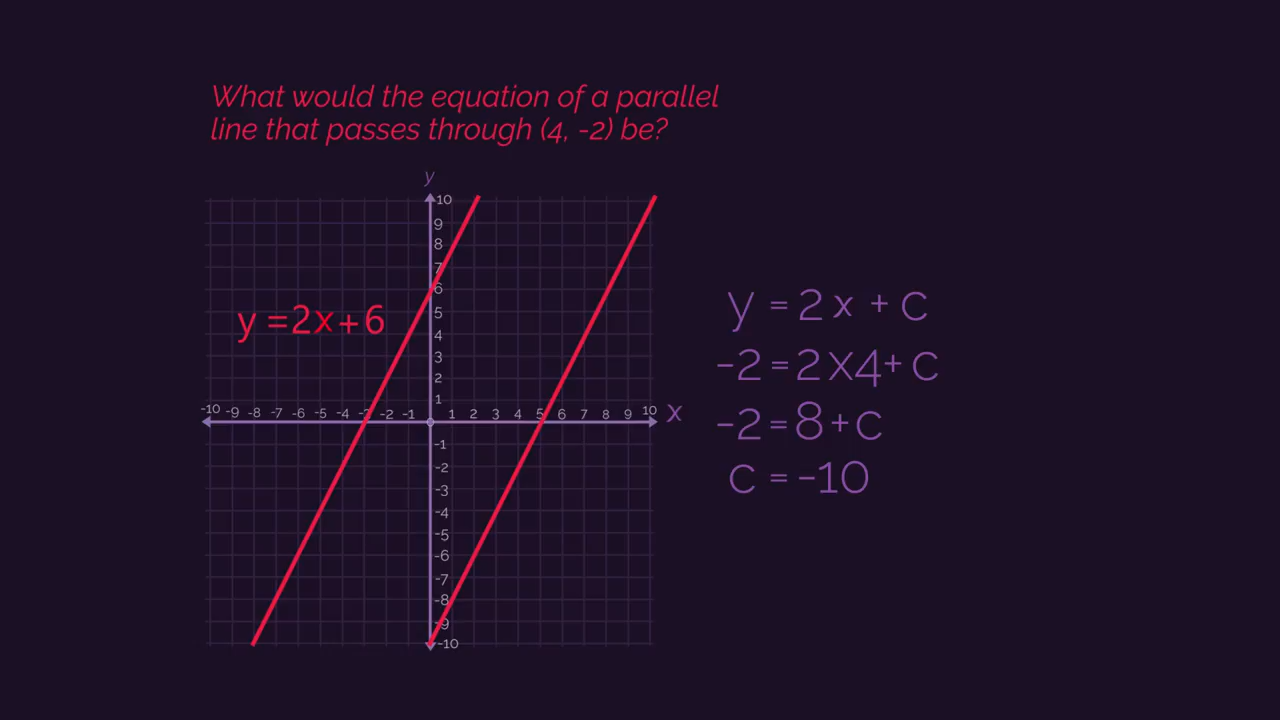 What would the equation of a parallel
line that passes through (4, -2) be?
y
10
9
8
7
6
5
4
3
2
1
y =2x+6
-10 -9 -8 -7 -6 -5 -4 -3 -2 -1 1 2 3 4 5 6 7 8 9 10 x
-1
-2
-3
-4
-5
-6
-7
-8
-9
-10
y = 2x + c
-2 = 2x4+ c
-2 = 8 + c
c = -10